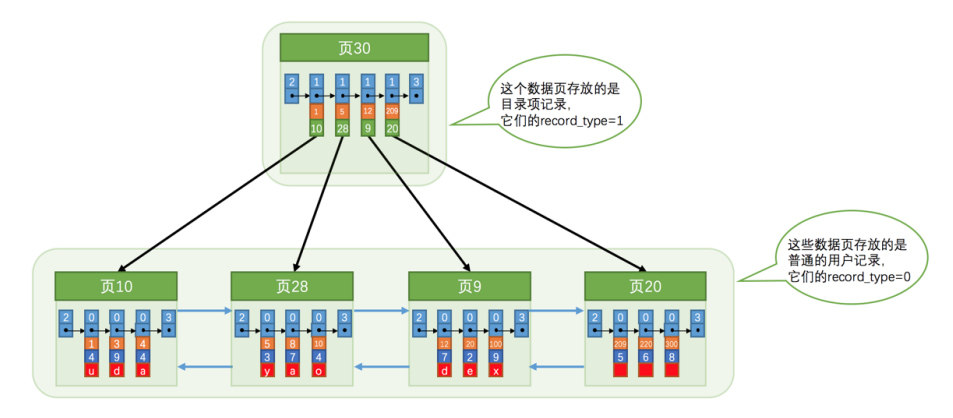 页30
2 1 1 1 1 3
1 5 12 209
10 28 9 20
这个数据页存放的是
目录项记录，
它们的record_type=1
这些数据页存放的是
普通的用户记录，
它们的record_type=0
页10
2 0 0 0 3
1 3 4
4 9 4
u d a
页28
2 0 0 0 3
5 8 10
3 7 4
y a o
页9
2 0 0 0 3
12 20 100
7 2 9
d e x
页20
2 0 0 0 3
209 220 300
5 6 8